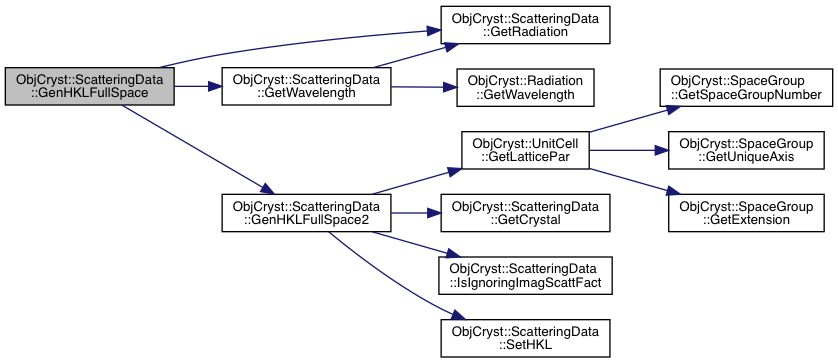 ObjCryst::ScatteringData
::GenHKLFullSpace
ObjCryst::ScatteringData
::GetRadiation
ObjCryst::ScatteringData
::GetWavelength
ObjCryst::Radiation
::GetWavelength
ObjCryst::ScatteringData
::GenHKLFullSpace2
ObjCryst::UnitCell
::GetLatticePar
ObjCryst::SpaceGroup
::GetSpaceGroupNumber
ObjCryst::SpaceGroup
::GetUniqueAxis
ObjCryst::SpaceGroup
::GetExtension
ObjCryst::ScatteringData
::GetCrystal
ObjCryst::ScatteringData
::IsIgnoringImagScattFact
ObjCryst::ScatteringData
::SetHKL